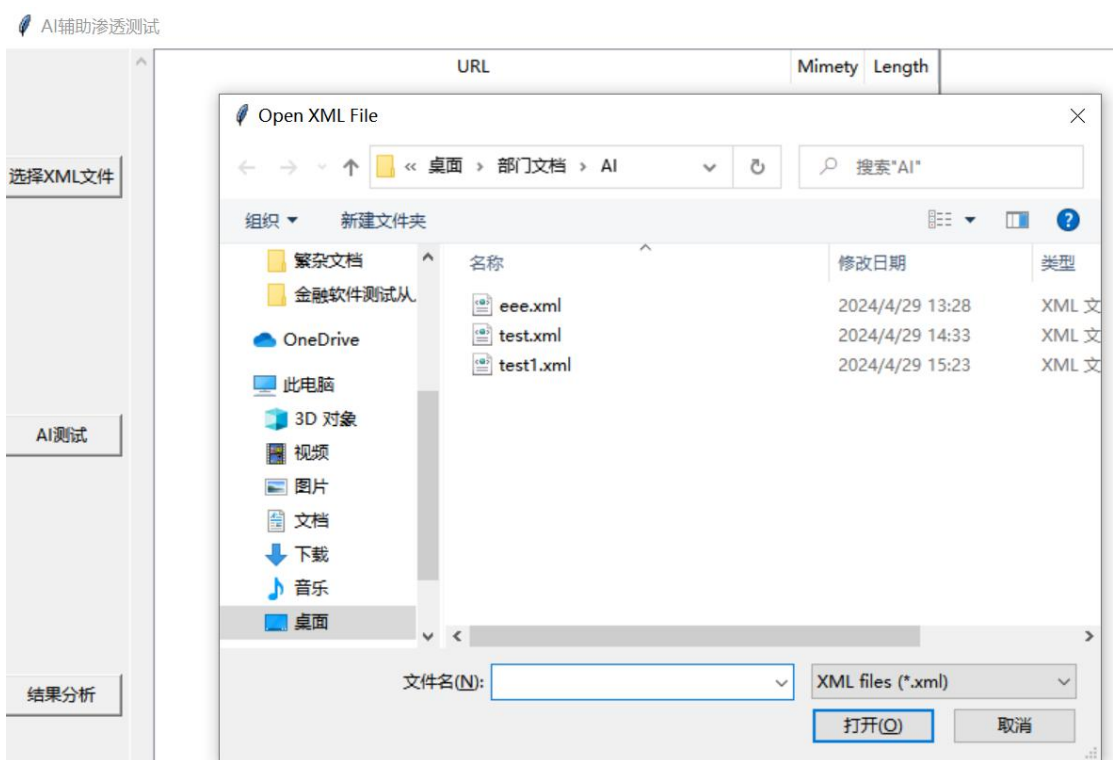 AI辅助渗透测试
URL Mimety Length
Open XML File
« 桌面 › 部门文档 › AI 搜索"AI"
选择XML文件
组织 新建文件夹
名称 修改日期 类型
繁杂文档
金融软件测试从
eee.xml 2024/4/29 13:28 XML 文
test.xml 2024/4/29 14:33 XML 文
test1.xml 2024/4/29 15:23 XML 文
OneDrive
此电脑
3D 对象
视频
图片
文档
下载
音乐
桌面
AI测试
文件名(N): XML files (*.xml)
结果分析
打开(O) 取消